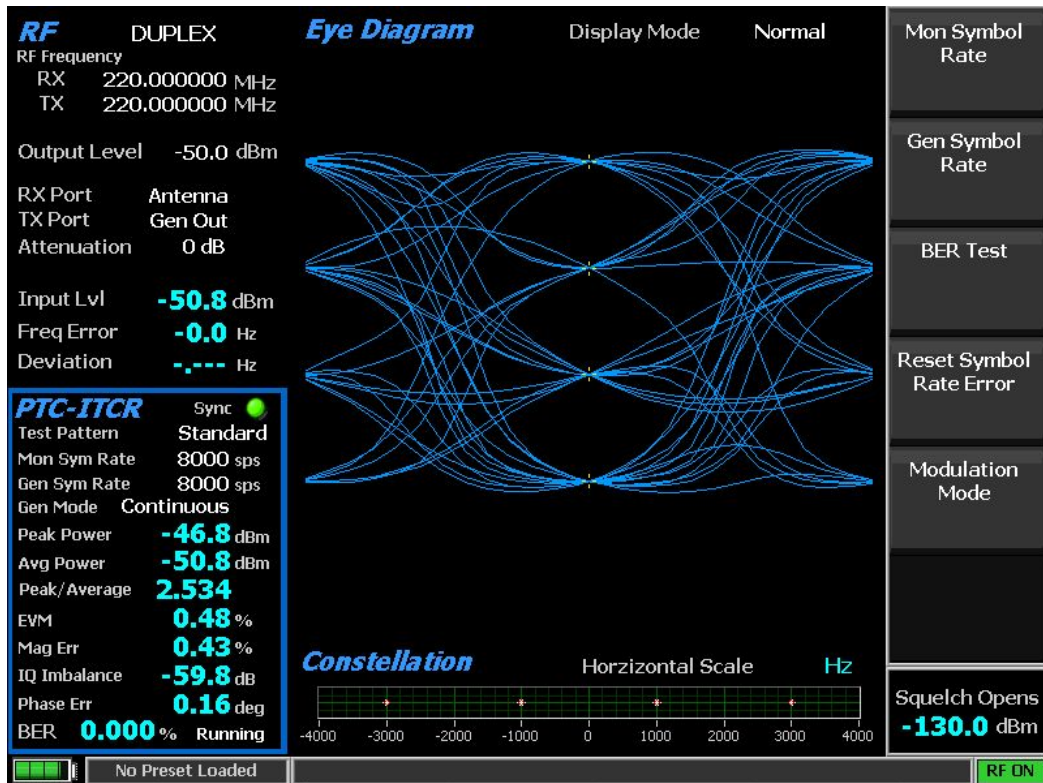 RF DUPLEX
RF Frequency
RX 220.000000 MHz
TX 220.000000 MHz
Output Level -50.0 dBm
RX Port Antenna
TX Port Gen Out
Attenuation 0 dB
Input Lvl -50.8 dBm
Freq Error -0.0 Hz
Deviation -.--- Hz
PTC-ITCR Sync
Test Pattern Standard
Mon Sym Rate 8000 sps
Gen Sym Rate 8000 sps
Gen Mode Continuous
Peak Power -46.8 dBm
Avg Power -50.8 dBm
Peak/Average 2.534
EVM 0.48 %
Mag Err 0.43 %
IQ Imbalance -59.8 dB
Phase Err 0.16 deg
BER 0.000 % Running
Eye Diagram Display Mode Normal
Constellation Horzizontal Scale Hz
-4000 -3000 -2000 -1000 0 1000 2000 3000 4000
Mon Symbol
Rate
Gen Symbol
Rate
BER Test
Reset Symbol
Rate Error
Modulation
Mode
Squelch Opens
-130.0 dBm
No Preset Loaded
RF ON